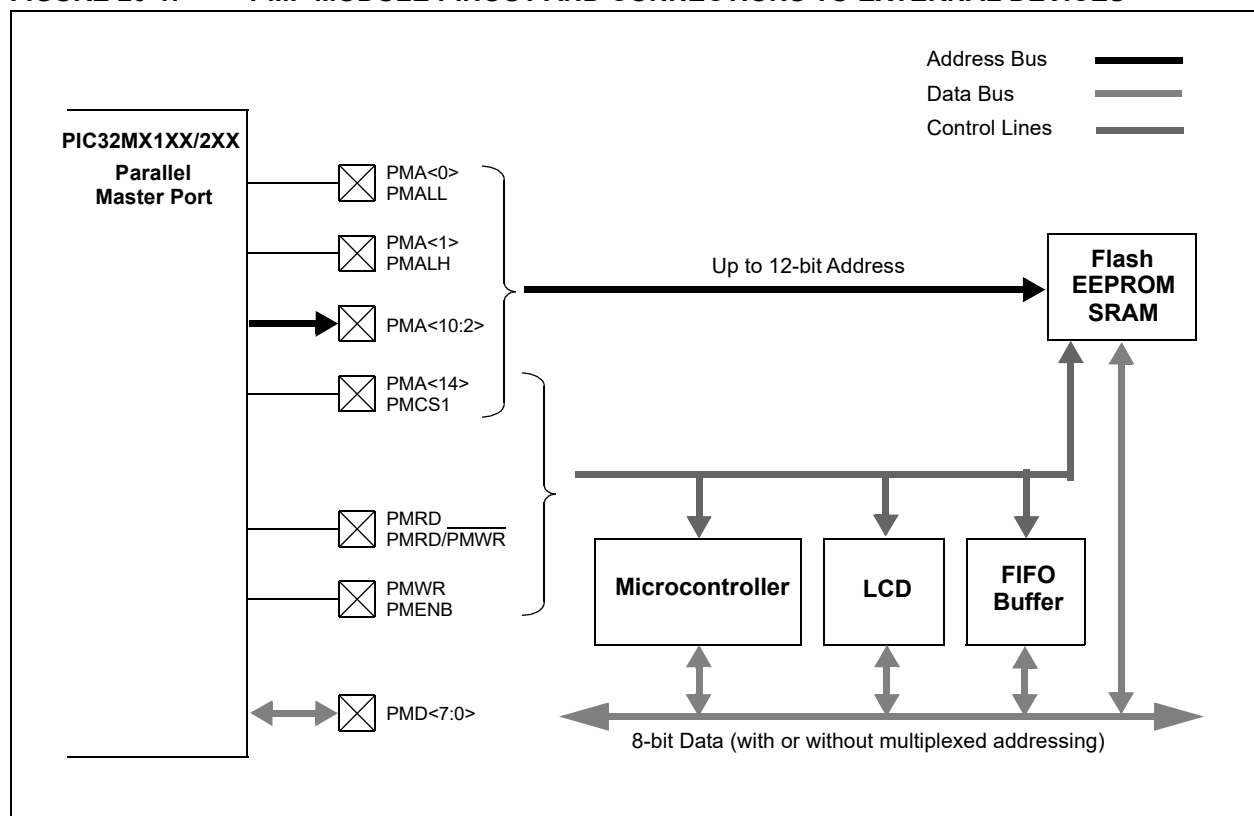 Address Bus
Data Bus
Control Lines
PIC32MX1XX/2XX
Parallel
Master Port
PMA<0>
PMALL
PMA<1>
PMALH
PMA<10:2>
PMA<14>
PMCS1
PMRD
PMRD/PMWR
PMWR
PMENB
PMD<7:0>
Up to 12-bit Address
Flash
EEPROM
SRAM
Microcontroller
LCD
FIFO
Buffer
8-bit Data (with or without multiplexed addressing)